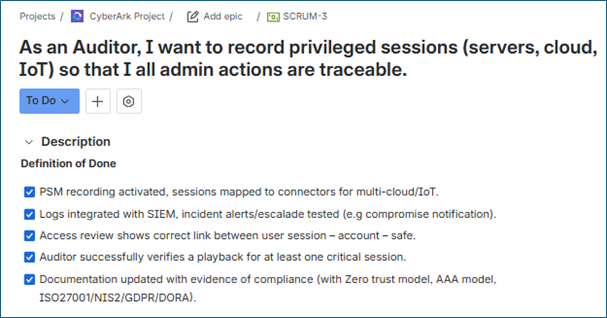 Projects / CyberArk Project / Add epic / SCRUM-3
As an Auditor, I want to record privileged sessions (servers, cloud,
IoT) so that I all admin actions are traceable.
To Do
Description
Definition of Done
PSM recording activated, sessions mapped to connectors for multi-cloud/IoT.
Logs integrated with SIEM, incident alerts/escalade tested (e.g compromise notification).
Access review shows correct link between user session – account – safe.
Auditor successfully verifies a playback for at least one critical session.
Documentation updated with evidence of compliance (with Zero trust model, AAA model,
ISO27001/NIS2/GDPR/DORA).